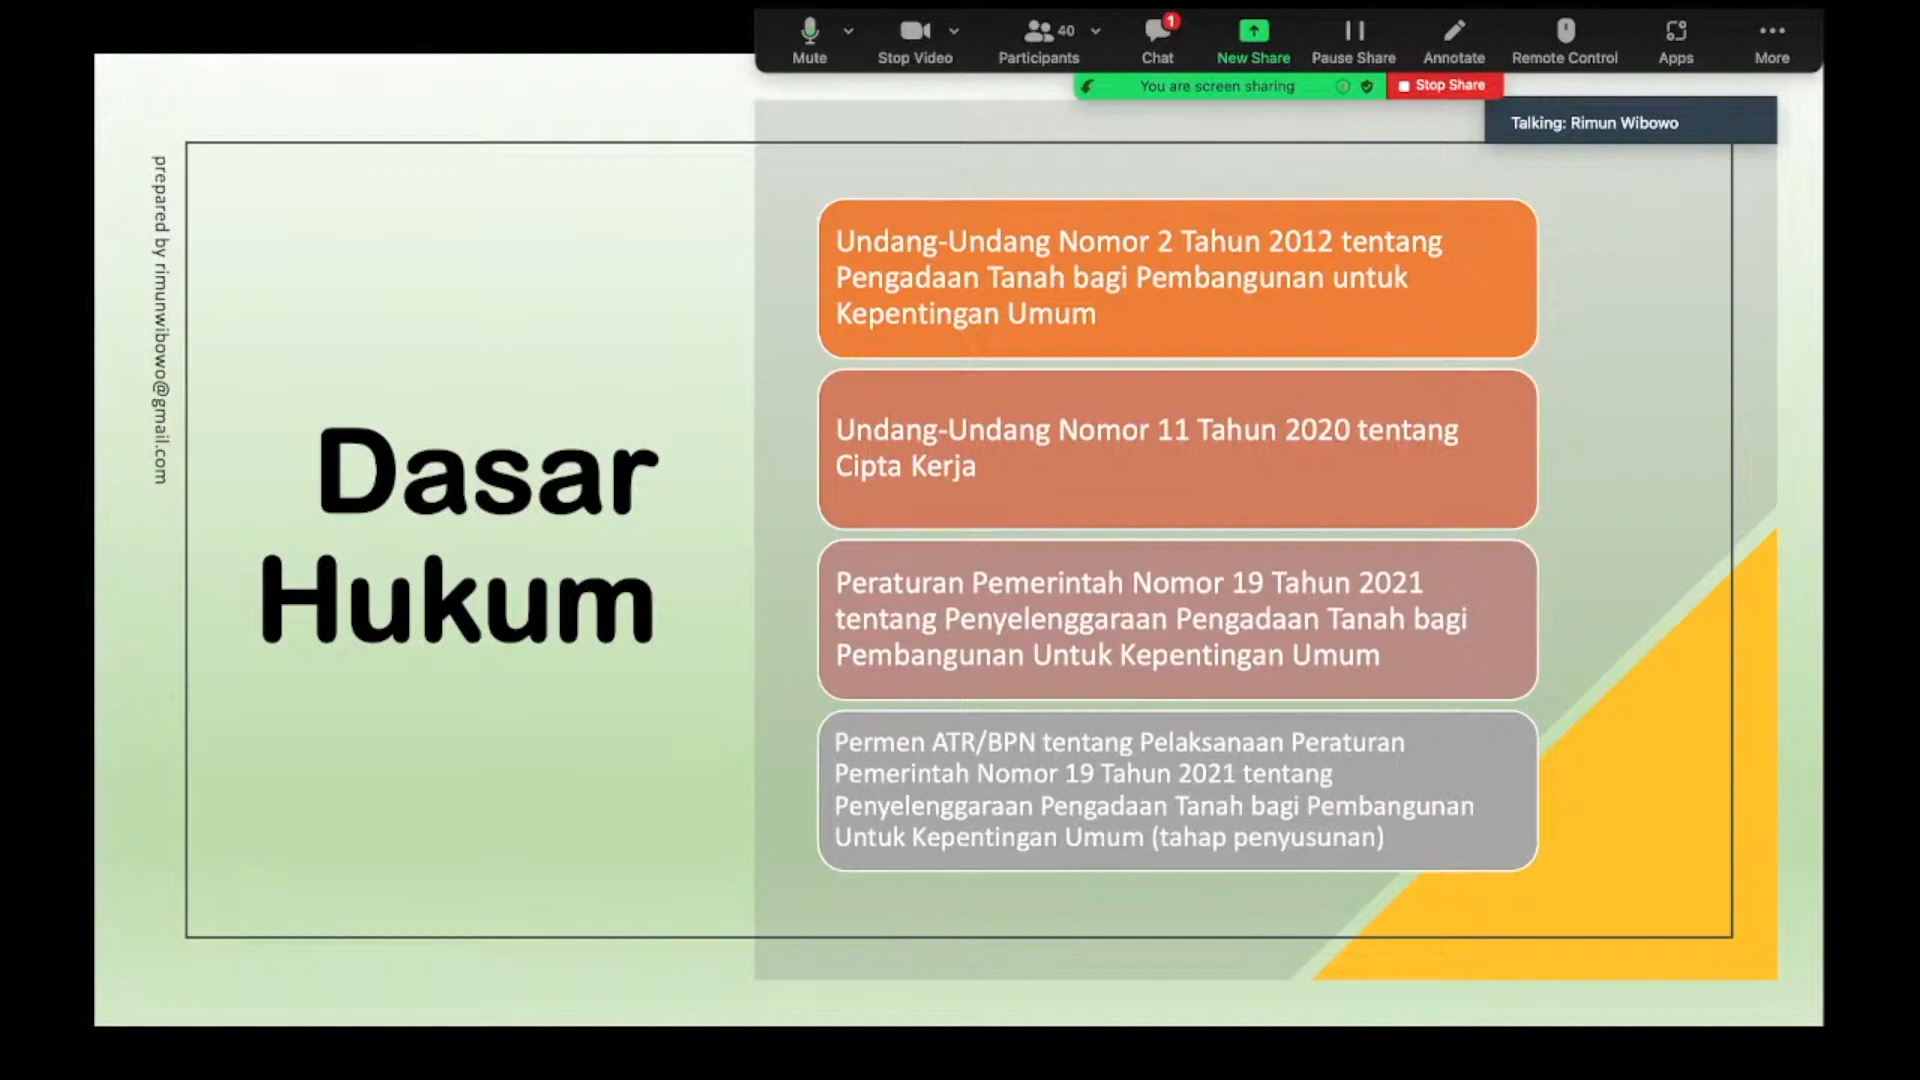 Mute
Stop Video
40
Participants
1
Chat
New Share
Pause Share
Annotate
Remote Control
Apps
More
You are screen sharing
Stop Share
Talking: Rimun Wibowo
prepared by rimunwibowo@gmail.com
Dasar
Hukum
Undang-Undang Nomor 2 Tahun 2012 tentang
Pengadaan Tanah bagi Pembangunan untuk
Kepentingan Umum
Undang-Undang Nomor 11 Tahun 2020 tentang
Cipta Kerja
Peraturan Pemerintah Nomor 19 Tahun 2021
tentang Penyelenggaraan Pengadaan Tanah bagi
Pembangunan Untuk Kepentingan Umum
Permen ATR/BPN tentang Pelaksanaan Peraturan
Pemerintah Nomor 19 Tahun 2021 tentang
Penyelenggaraan Pengadaan Tanah bagi Pembangunan
Untuk Kepentingan Umum (tahap penyusunan)